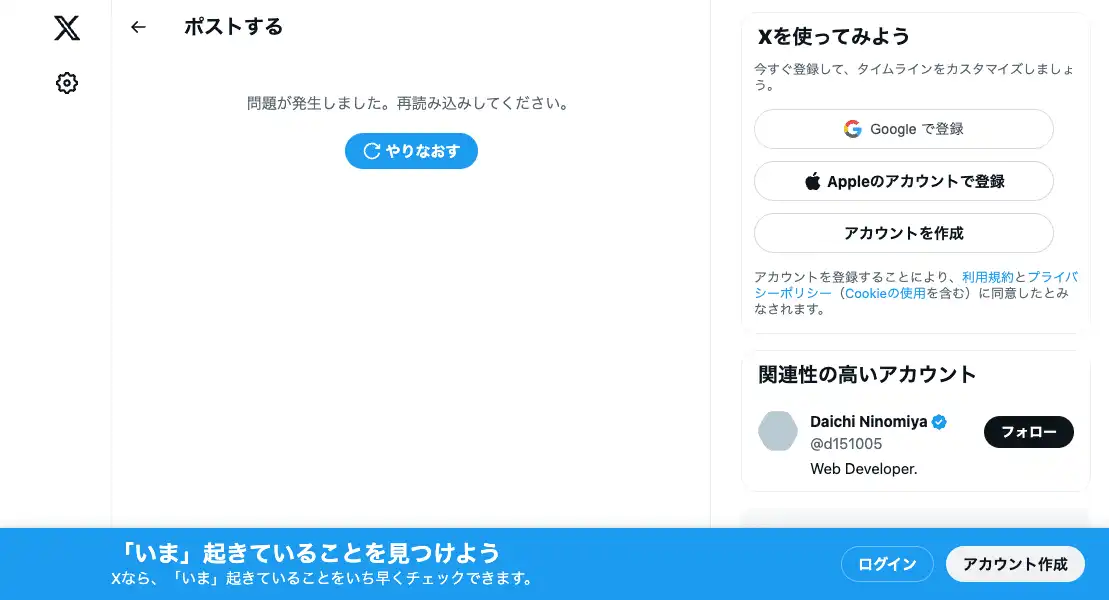 ポストする
問題が発生しました。再読み込みしてください。
やりなおす
Xを使ってみよう
今すぐ登録して、タイムラインをカスタマイズしましょ
う。
Google で登録
Appleのアカウントで登録
アカウントを作成
アカウントを登録することにより、利用規約とプライバ
シーポリシー（Cookieの使用を含む）に同意したとみ
なされます。
関連性の高いアカウント
Daichi Ninomiya
@d151005
フォロー
Web Developer.
「いま」起きていることを見つけよう
Xなら、「いま」起きていることをいち早くチェックできます。
ログイン
アカウント作成